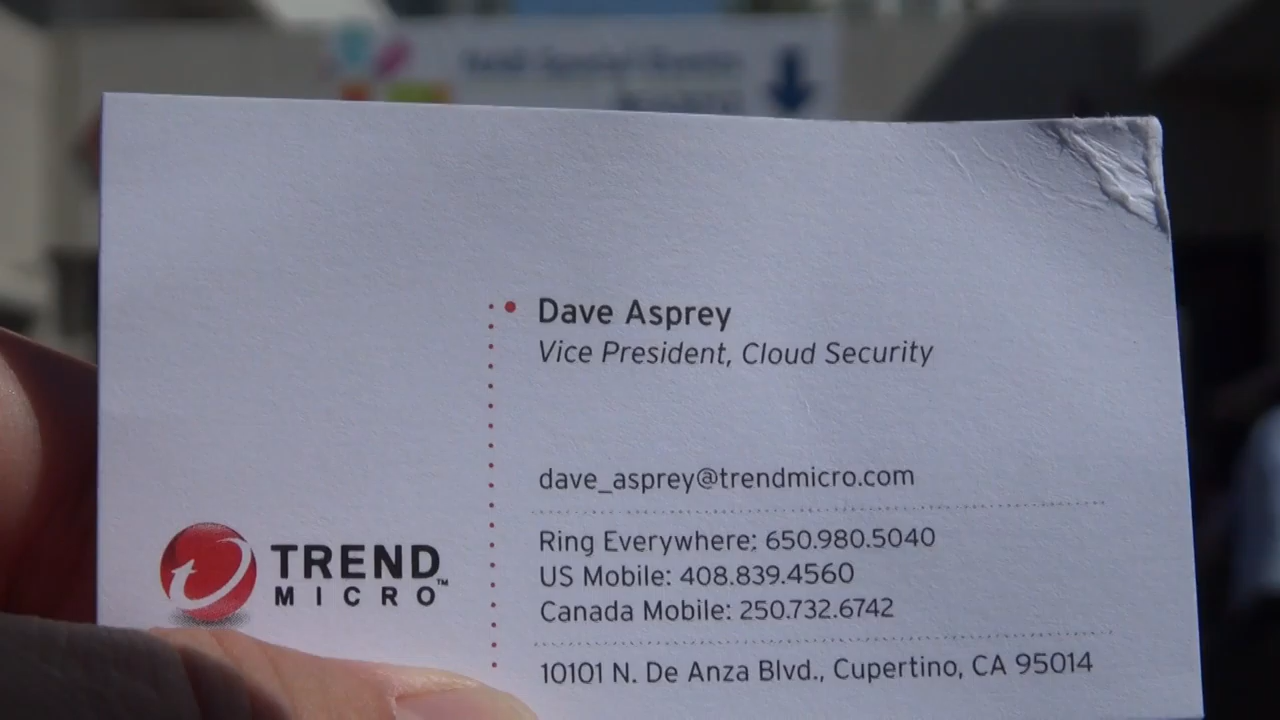 Dave Asprey
Vice President, Cloud Security
dave_asprey@trendmicro.com
Ring Everywhere: 650.980.5040
US Mobile: 408.839.4560
Canada Mobile: 250.732.6742
10101 N. De Anza Blvd., Cupertino, CA 95014
TREND
MICRO™